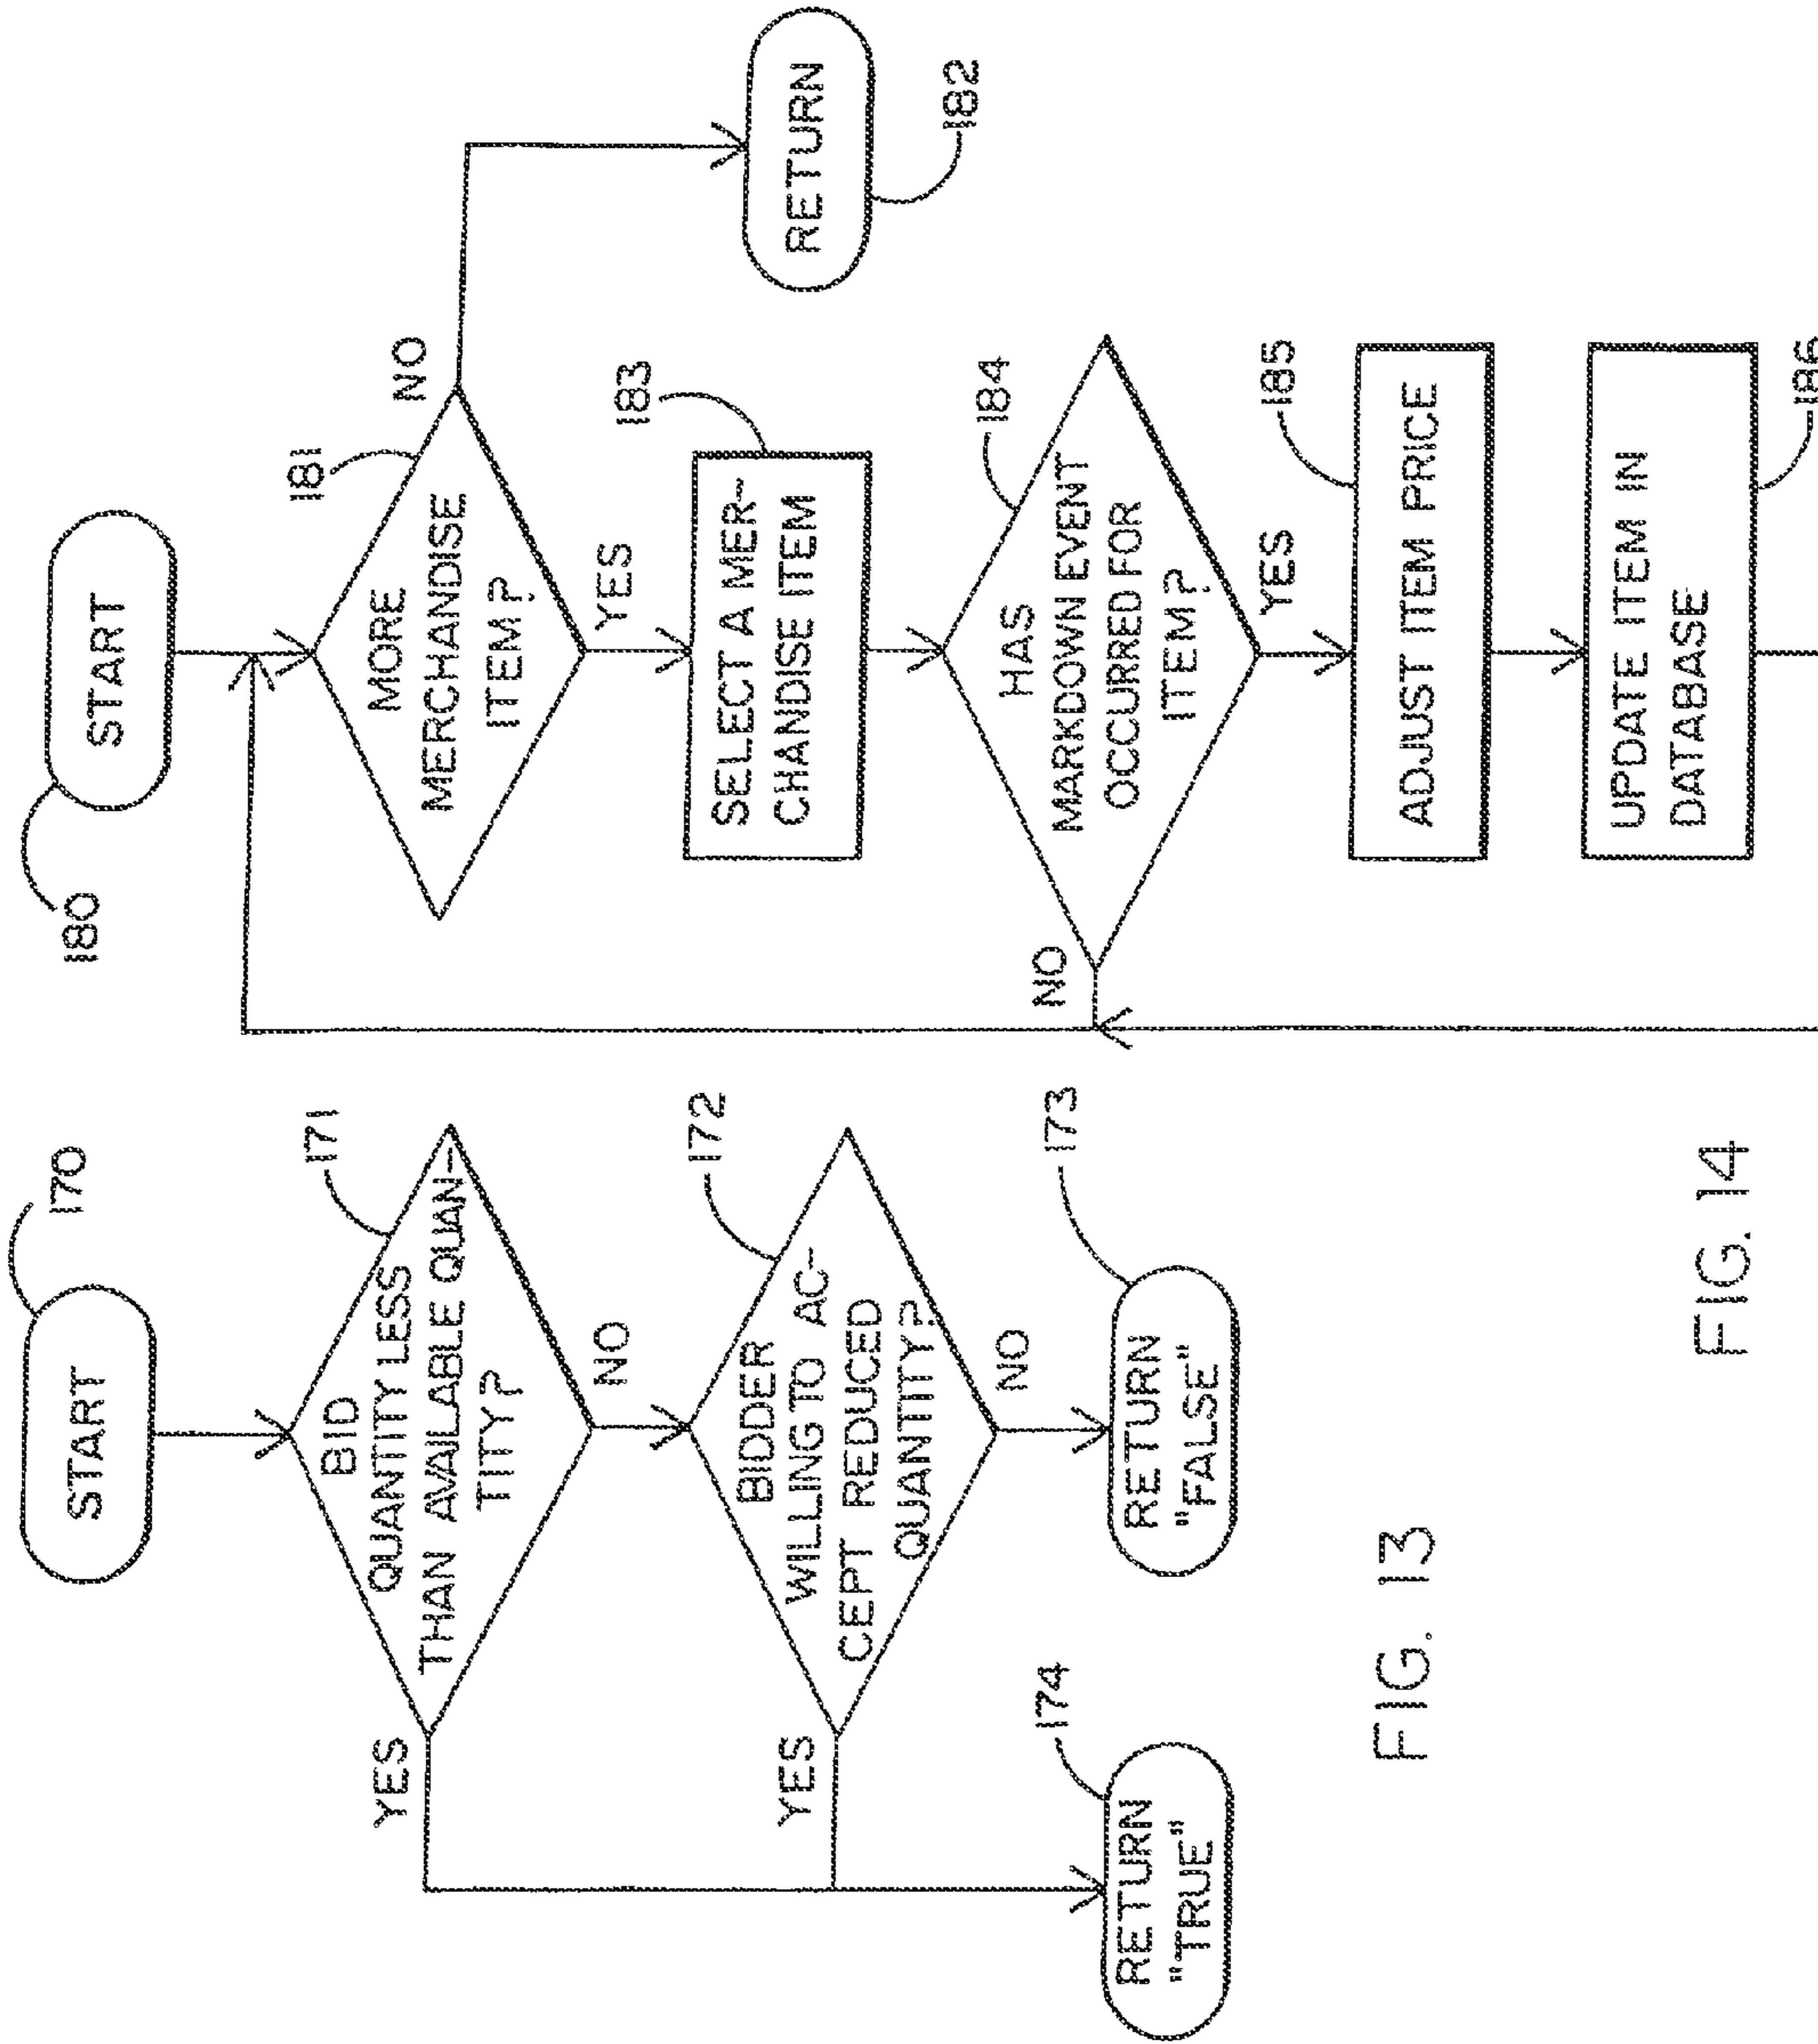 170
START
171
BID
QUANTITY LESS
THAN AVAILABLE QUAN-
TITY?
YES
NO
172
BIDDER
WILLING TO AC-
CEPT REDUCED
QUANTITY?
YES
NO
174
RETURN
"TRUE"
173
RETURN
"FALSE"
FIG. 13
180
START
181
MORE
MERCHANDISE
ITEM?
NO
YES
RETURN
182
183
SELECT A MER-
CHANDISE ITEM
184
HAS
MARKDOWN EVENT
OCCURRED FOR
ITEM?
NO
YES
185
ADJUST ITEM PRICE
UPDATE ITEM IN
DATABASE
186
FIG. 14